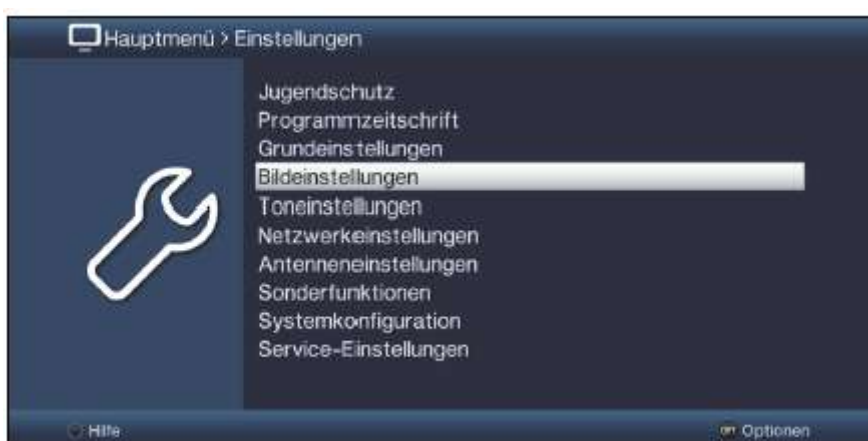 Hauptmenü > Einstellungen
Jugendschutz
Programmzeitschrift
Grundeinstellungen
Bildeinstellungen
Toneinstellungen
Netzwerkeinstellungen
Antenneneinstellungen
Sonderfunktionen
Systemkonfiguration
Service-Einstellungen
Hilfe Optionen